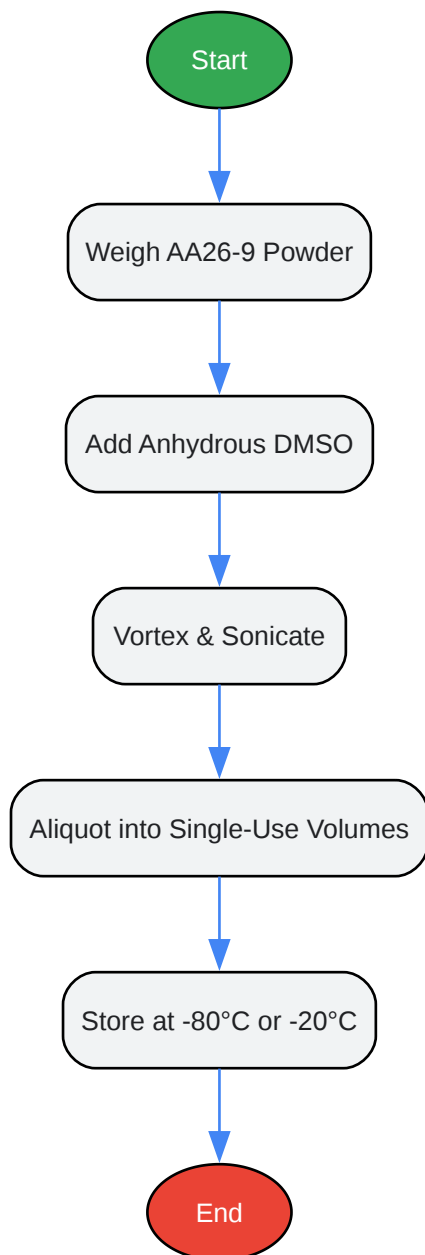 Start
Weigh AA26-9 Powder
Add Anhydrous DMSO
Vortex & Sonicate
Aliquot into Single-Use Volumes
Store at -80°C or -20°C
End